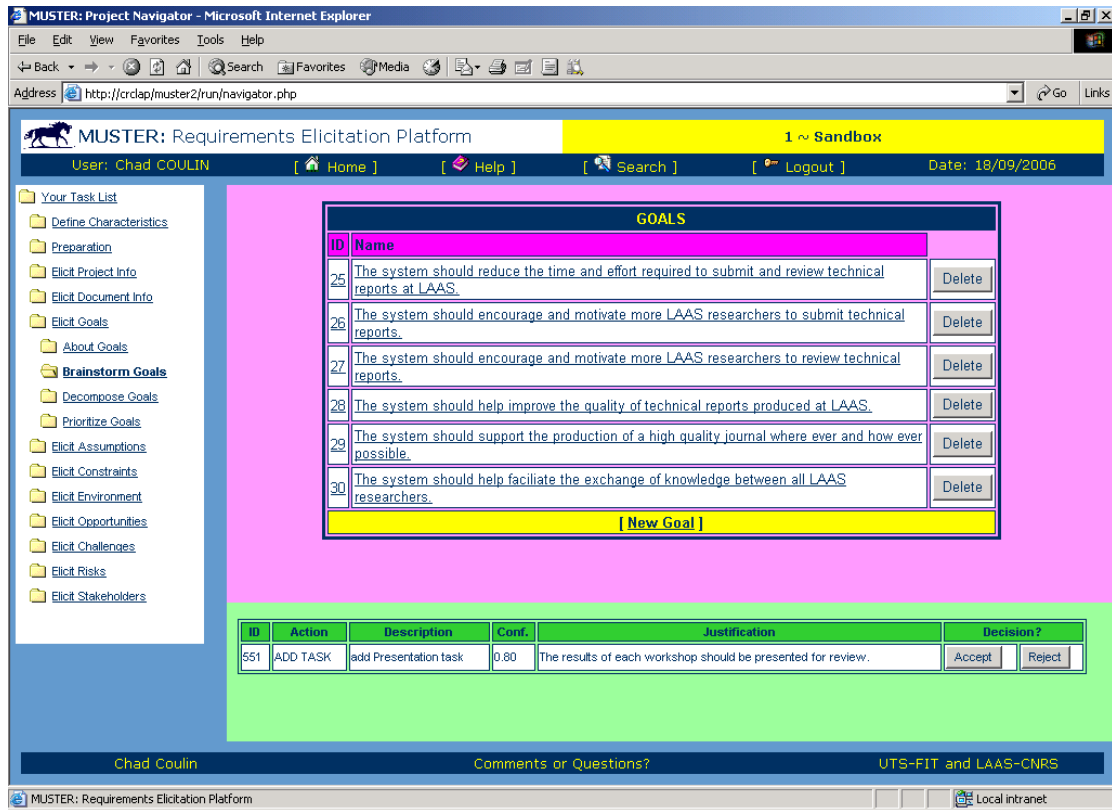 MUSTER: Project Navigator - Microsoft Internet Explorer
File Edit View Favorites Tools Help
Back Search Favorites Media
Address http://crclap/muster2/run/navigator.php Go Links
MUSTER: Requirements Elicitation Platform
1 ~ Sandbox
User: Chad COULIN [ Home ] [ Help ] [ Search ] [ Logout ] Date: 18/09/2006
Your Task List
Define Characteristics
Preparation
Elicit Project Info
Elicit Document Info
Elicit Goals
About Goals
Brainstorm Goals
Decompose Goals
Prioritize Goals
Elicit Assumptions
Elicit Constraints
Elicit Environment
Elicit Opportunities
Elicit Challenges
Elicit Risks
Elicit Stakeholders
GOALS
ID Name
25 The system should reduce the time and effort required to submit and review technical
reports at LAAS.
Delete
26 The system should encourage and motivate more LAAS researchers to submit technical
reports.
Delete
27 The system should encourage and motivate more LAAS researchers to review technical
reports.
Delete
28 The system should help improve the quality of technical reports produced at LAAS. Delete
29 The system should support the production of a high quality journal where ever and how ever
possible.
Delete
30 The system should help faciliate the exchange of knowledge between all LAAS
researchers.
Delete
[ New Goal ]
ID Action Description Conf. Justification Decision?
551 ADD TASK add Presentation task 0.80 The results of each workshop should be presented for review. Accept Reject
Chad Coulin Comments or Questions? UTS-FIT and LAAS-CNRS
MUSTER: Requirements Elicitation Platform Local intranet